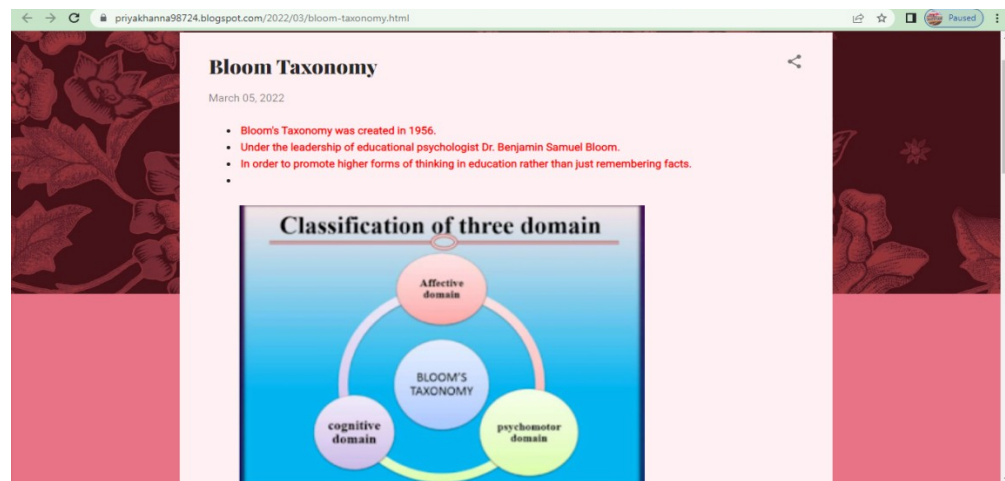 priyakhanna98724.blogspot.com/2022/03/bloom-taxonomy.html
Paused
Bloom Taxonomy
March 05, 2022
Bloom's Taxonomy was created in 1956.
Under the leadership of educational psychologist Dr. Benjamin Samuel Bloom.
In order to promote higher forms of thinking in education rather than just remembering facts.
Classification of three domain
Affective
domain
BLOOM'S
TAXONOMY
cognitive
domain
psychomotor
domain